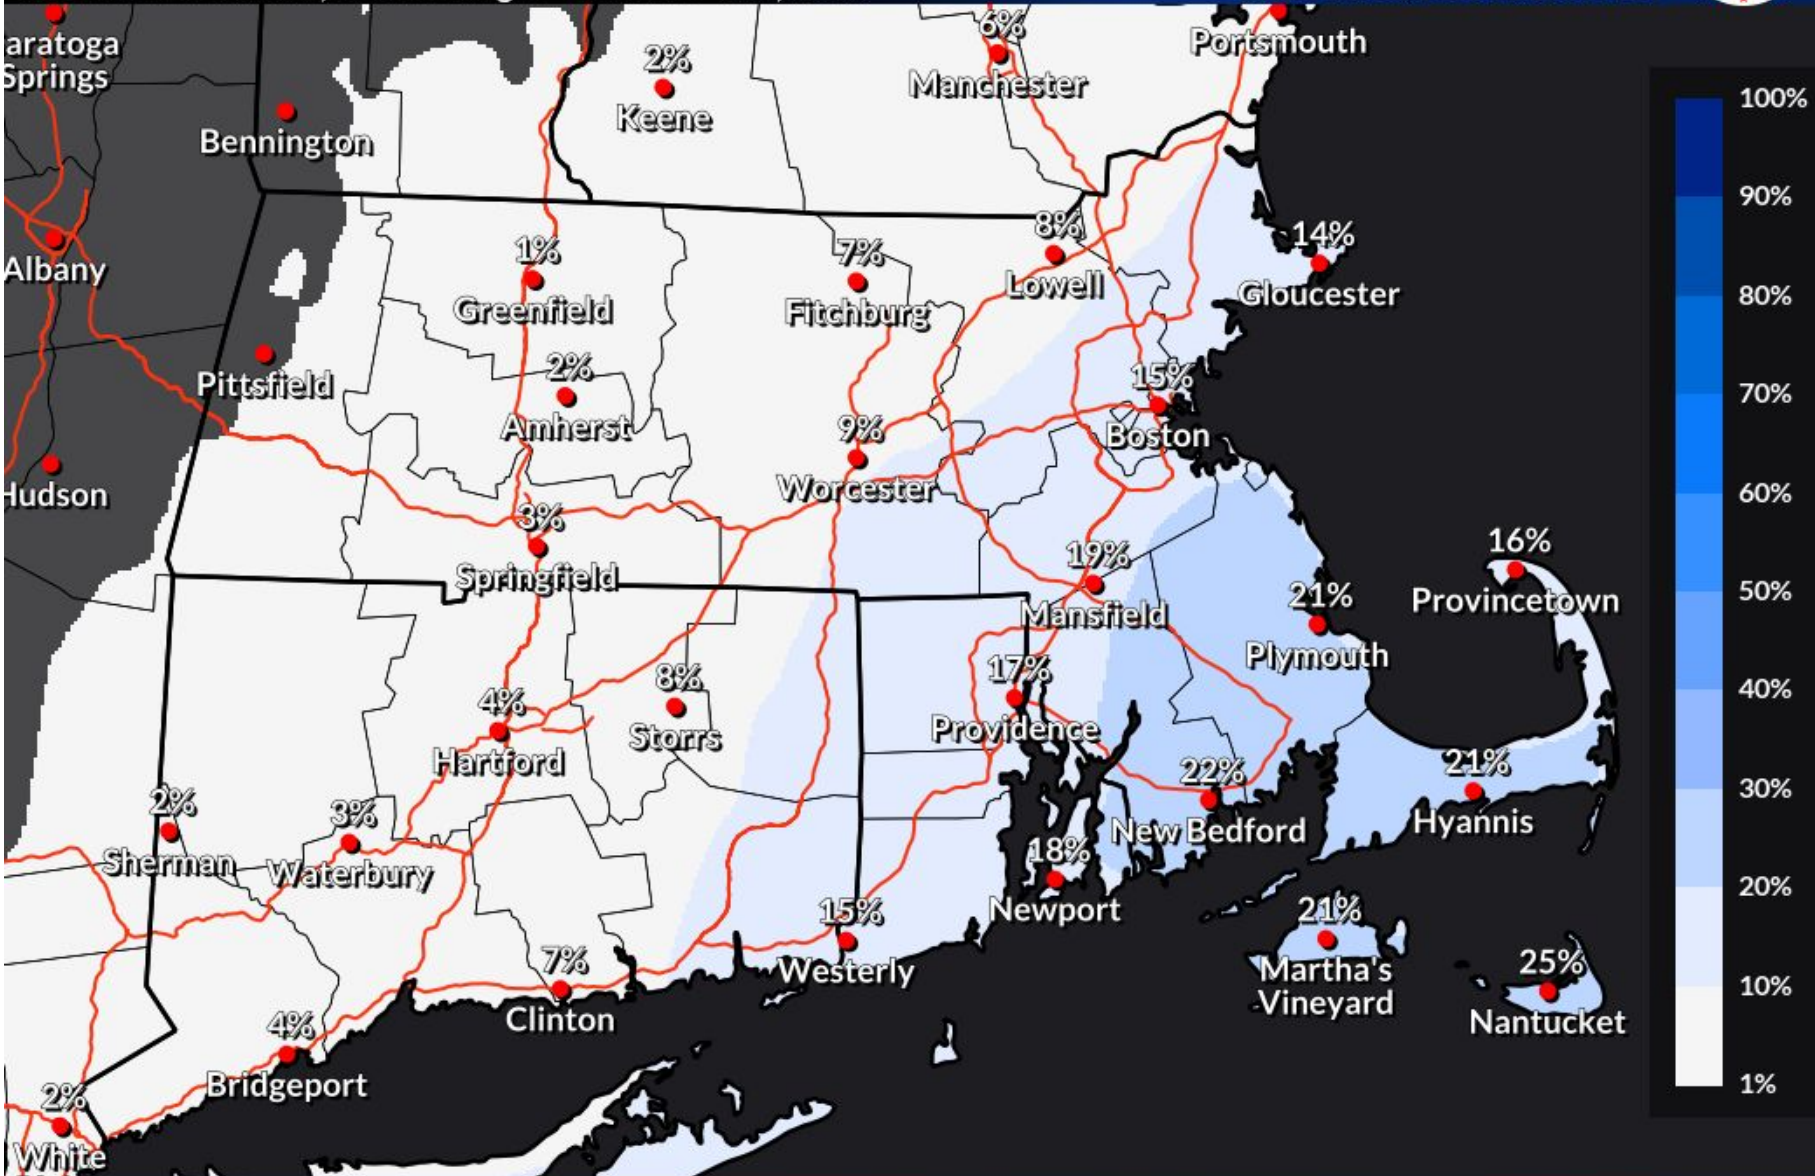 aratoga
Springs
6%
Manchester
Portsmouth
2%
Keene
Bennington
100%
90%
8%
Lowell
14%
Gloucester
Albany
1%
Greenfield
7%
Fitchburg
80%
Pittsfield
2%
Amherst
15%
Boston
70%
9%
Worcester
Hudson
60%
3%
Springfield
19%
Mansfield
21%
Plymouth
16%
Provincetown
50%
40%
4%
Hartford
8%
Storrs
17%
Providence
2%
Sherman
3%
Waterbury
22%
New Bedford
21%
Hyannis
30%
18%
Newport
20%
15%
Westerly
21%
Martha's
Vineyard
25%
Nantucket
10%
7%
Clinton
4%
Bridgeport
1%
2%
White